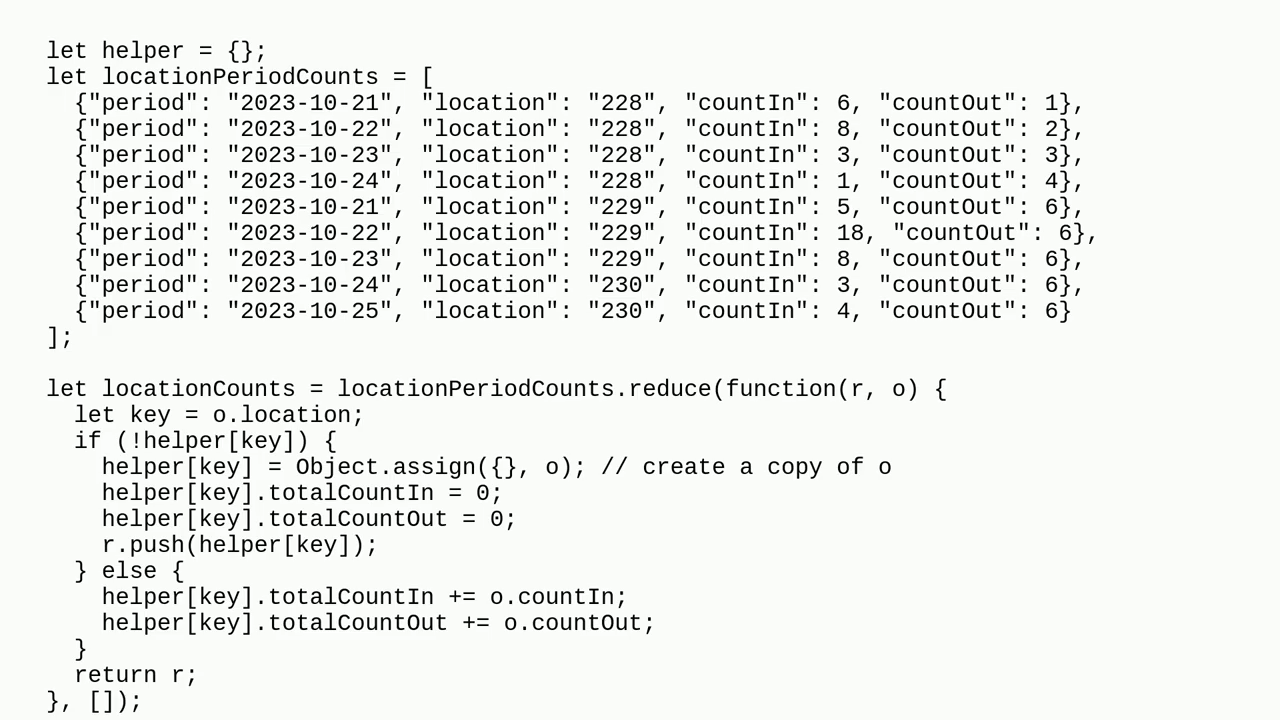 let helper = {};
let locationPeriodCounts = [
  {"period": "2023-10-21", "location": "228", "countIn": 6, "countOut": 1},
  {"period": "2023-10-22", "location": "228", "countIn": 8, "countOut": 2},
  {"period": "2023-10-23", "location": "228", "countIn": 3, "countOut": 3},
  {"period": "2023-10-24", "location": "228", "countIn": 1, "countOut": 4},
  {"period": "2023-10-21", "location": "229", "countIn": 5, "countOut": 6},
  {"period": "2023-10-22", "location": "229", "countIn": 18, "countOut": 6},
  {"period": "2023-10-23", "location": "229", "countIn": 8, "countOut": 6},
  {"period": "2023-10-24", "location": "230", "countIn": 3, "countOut": 6},
  {"period": "2023-10-25", "location": "230", "countIn": 4, "countOut": 6}
];

let locationCounts = locationPeriodCounts.reduce(function(r, o) {
  let key = o.location;
  if (!helper[key]) {
    helper[key] = Object.assign({}, o); // create a copy of o
    helper[key].totalCountIn = 0;
    helper[key].totalCountOut = 0;
    r.push(helper[key]);
  } else {
    helper[key].totalCountIn += o.countIn;
    helper[key].totalCountOut += o.countOut;
  }
  return r;
}, []);